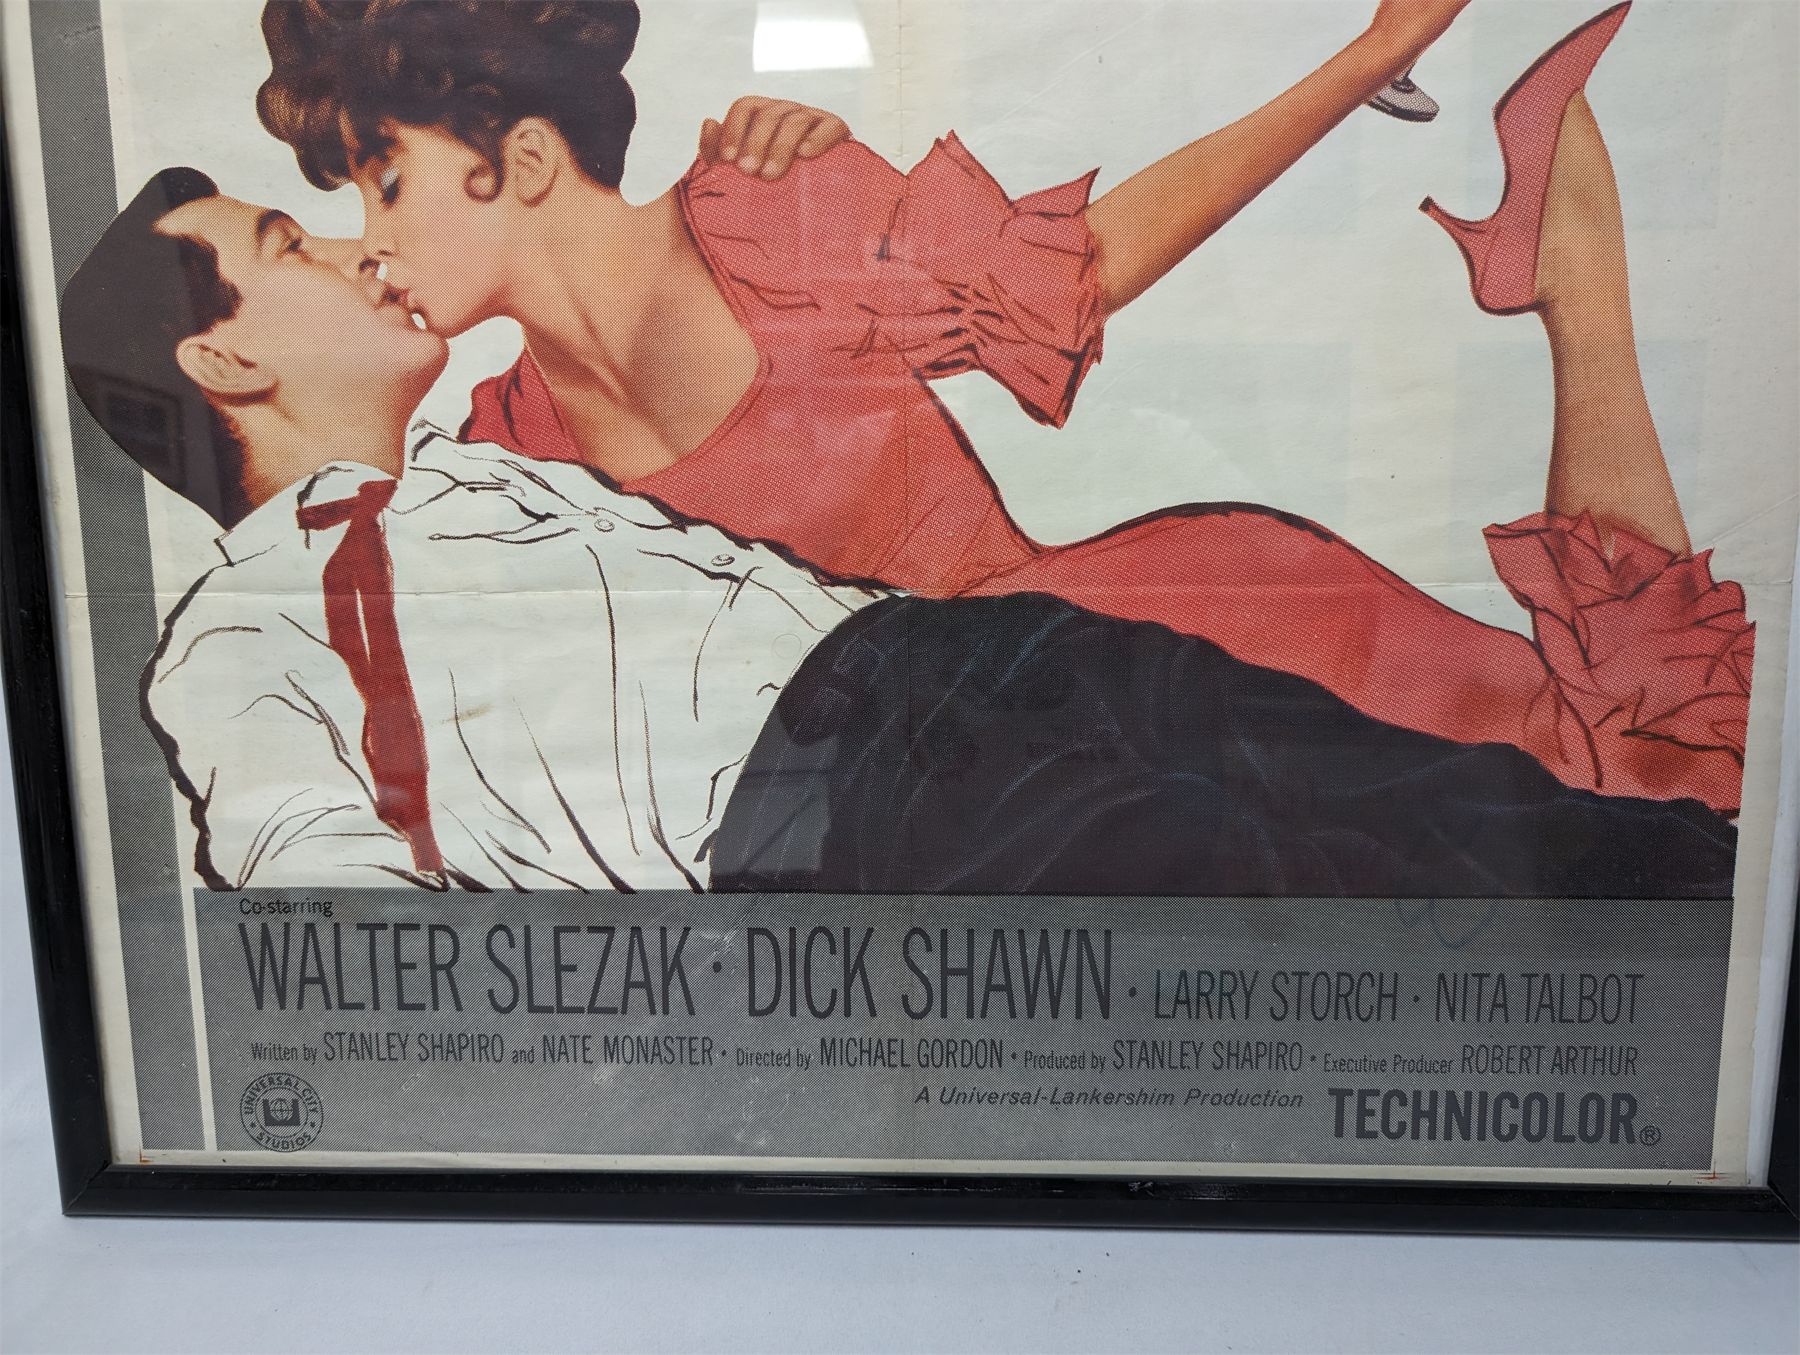 Co-starring
WALTER SLEZAK · DICK SHAWN · LARRY STORCH · NITA TALBOT
Written by STANLEY SHAPIRO and NATE MONASTER · Directed by MICHAEL GORDON · Produced by STANLEY SHAPIRO · Executive Producer ROBERT ARTHUR
A Universal-Lankershim Production TECHNICOLOR®
UNIVERSAL CITY STUDIOS